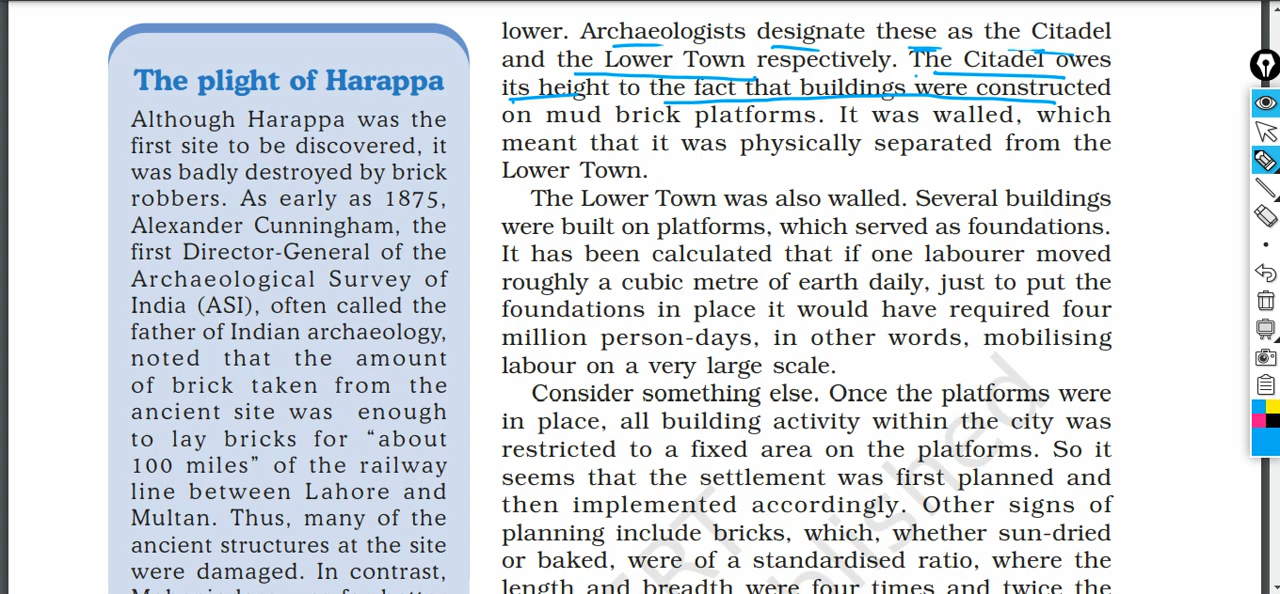 The plight of Harappa
Although Harappa was the
first site to be discovered, it
was badly destroyed by brick
robbers. As early as 1875,
Alexander Cunningham, the
first Director-General of the
Archaeological Survey of
India (ASI), often called the
father of Indian archaeology,
noted that the amount
of brick taken from the
ancient site was enough
to lay bricks for “about
100 miles” of the railway
line between Lahore and
Multan. Thus, many of the
ancient structures at the site
were damaged. In contrast,
lower. Archaeologists designate these as the Citadel
and the Lower Town respectively. The Citadel owes
its height to the fact that buildings were constructed
on mud brick platforms. It was walled, which
meant that it was physically separated from the
Lower Town.
The Lower Town was also walled. Several buildings
were built on platforms, which served as foundations.
It has been calculated that if one labourer moved
roughly a cubic metre of earth daily, just to put the
foundations in place it would have required four
million person-days, in other words, mobilising
labour on a very large scale.
Consider something else. Once the platforms were
in place, all building activity within the city was
restricted to a fixed area on the platforms. So it
seems that the settlement was first planned and
then implemented accordingly. Other signs of
planning include bricks, which, whether sun-dried
or baked, were of a standardised ratio, where the
length and breadth were four times and twice the